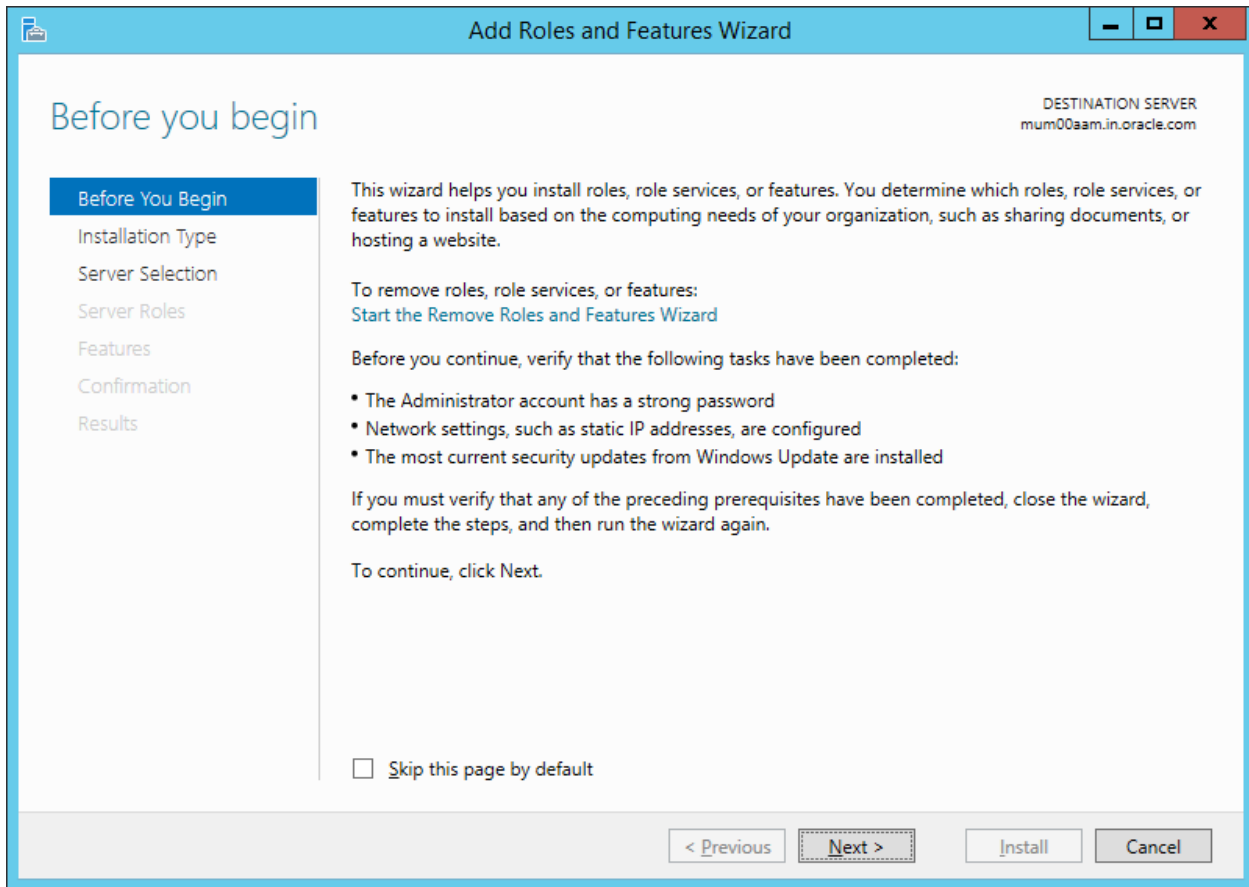 Add Roles and Features Wizard
Before you begin
DESTINATION SERVER
mum00aam.in.oracle.com
Before You Begin
Installation Type
Server Selection
Server Roles
Features
Confirmation
Results
This wizard helps you install roles, role services, or features. You determine which roles, role services, or
features to install based on the computing needs of your organization, such as sharing documents, or
hosting a website.
To remove roles, role services, or features:
Start the Remove Roles and Features Wizard
Before you continue, verify that the following tasks have been completed:
• The Administrator account has a strong password
• Network settings, such as static IP addresses, are configured
• The most current security updates from Windows Update are installed
If you must verify that any of the preceding prerequisites have been completed, close the wizard,
complete the steps, and then run the wizard again.
To continue, click Next.
Skip this page by default
< Previous
Next >
Install
Cancel